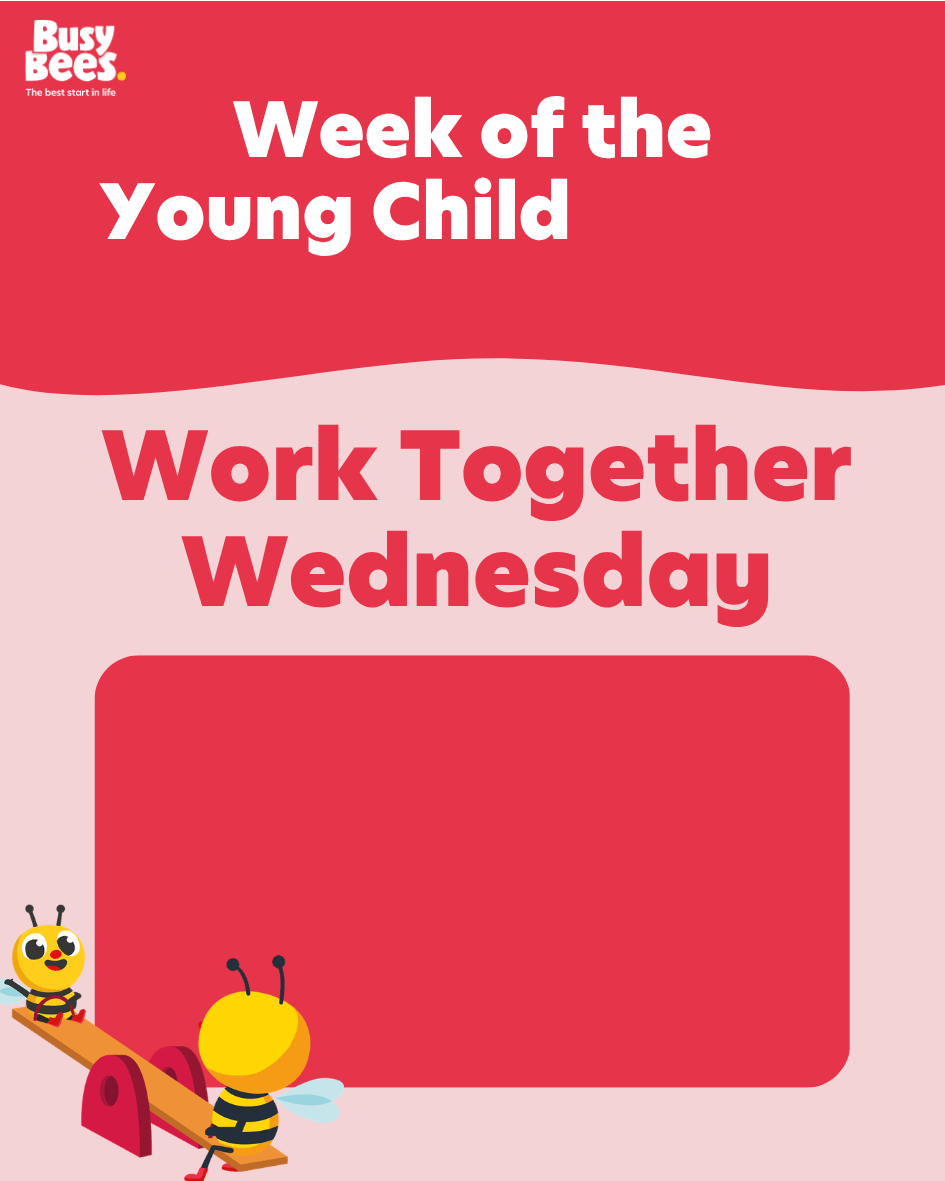 Busy
Bees.
The best start in life
Week of the
Young Child
Work Together
Wednesday